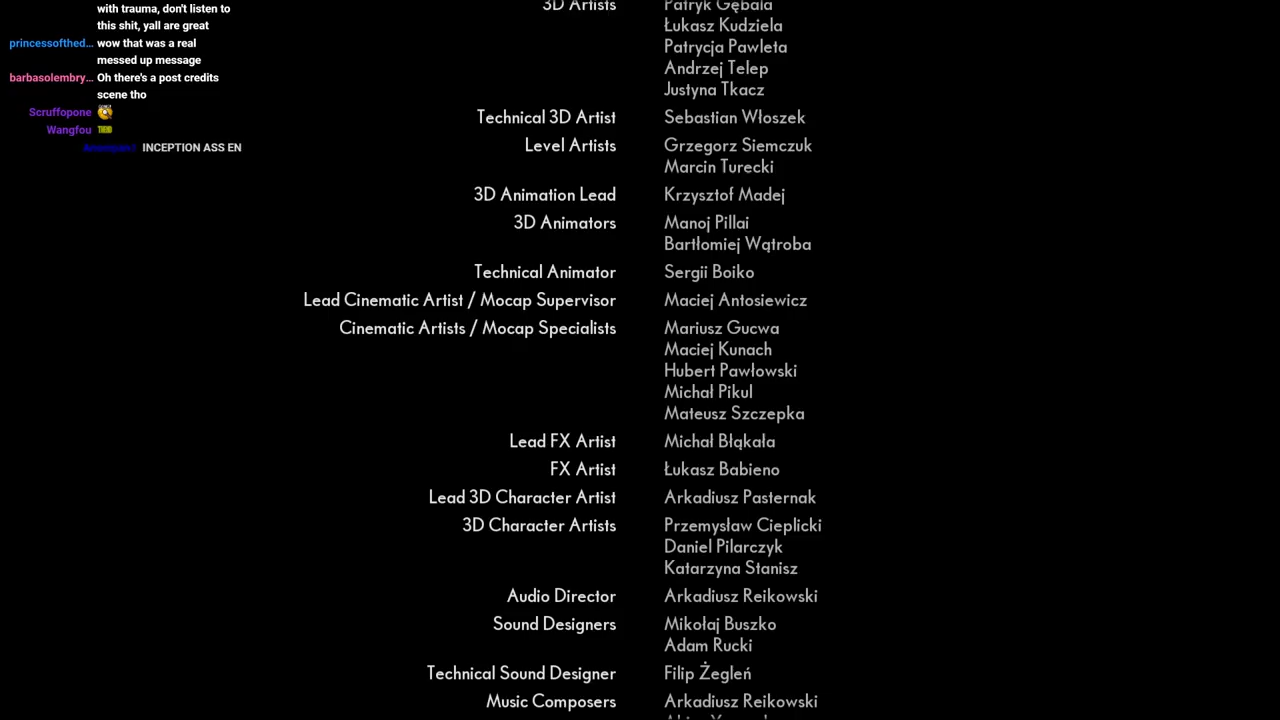 with trauma, don't listen to
this shit, yall are great
princessofthed... wow that was a real
messed up message
barbasolembry... Oh there's a post credits
scene tho
Scruffopone
Wangfou
INCEPTION ASS EN
3D Artists Patryk Gębala
Łukasz Kudziela
Patrycja Pawleta
Andrzej Telep
Justyna Tkacz
Technical 3D Artist Sebastian Włoszek
Level Artists Grzegorz Siemczuk
Marcin Turecki
3D Animation Lead Krzysztof Madej
3D Animators Manoj Pillai
Bartłomiej Wątroba
Technical Animator Sergii Boiko
Lead Cinematic Artist / Mocap Supervisor Maciej Antosiewicz
Cinematic Artists / Mocap Specialists Mariusz Gucwa
Maciej Kunach
Hubert Pawłowski
Michał Pikul
Mateusz Szczepka
Lead FX Artist Michał Błąkała
FX Artist Łukasz Babieno
Lead 3D Character Artist Arkadiusz Pasternak
3D Character Artists Przemysław Cieplicki
Daniel Pilarczyk
Katarzyna Stanisz
Audio Director Arkadiusz Reikowski
Sound Designers Mikołaj Buszko
Adam Rucki
Technical Sound Designer Filip Żegleń
Music Composers Arkadiusz Reikowski